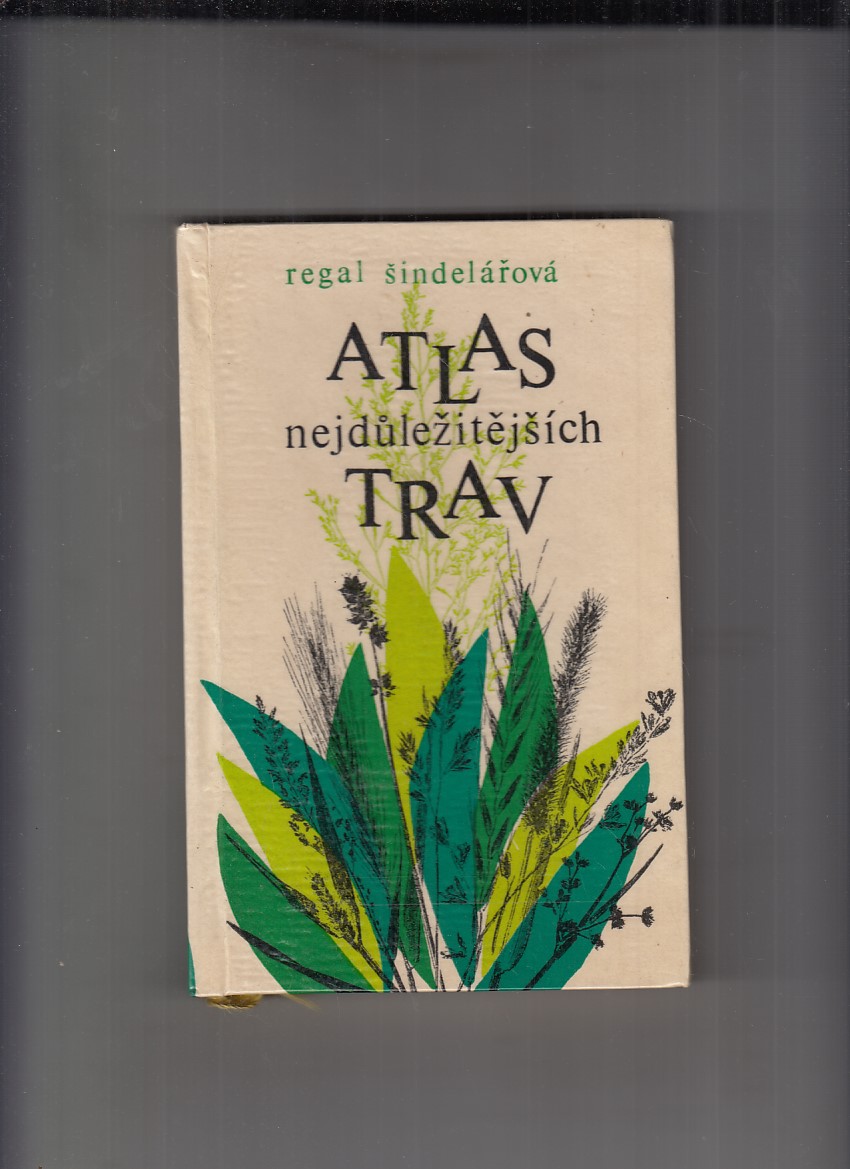 regal šindelářová
ATLAS
nejdůležitějších
TRAV